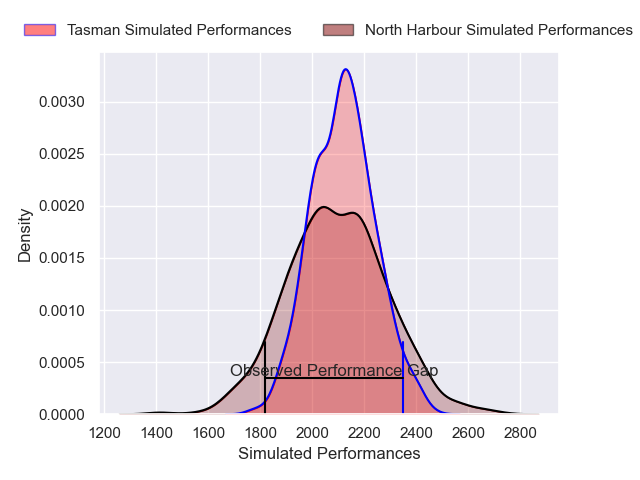 Tasman Simulated Performances
North Harbour Simulated Performances
0.0030
0.0025
0.0020
0.0015
0.0010
0.0005
0.0000
Density
Observed Performance Gap
1200 1400 1600 1800 2000 2200 2400 2600 2800
Simulated Performances